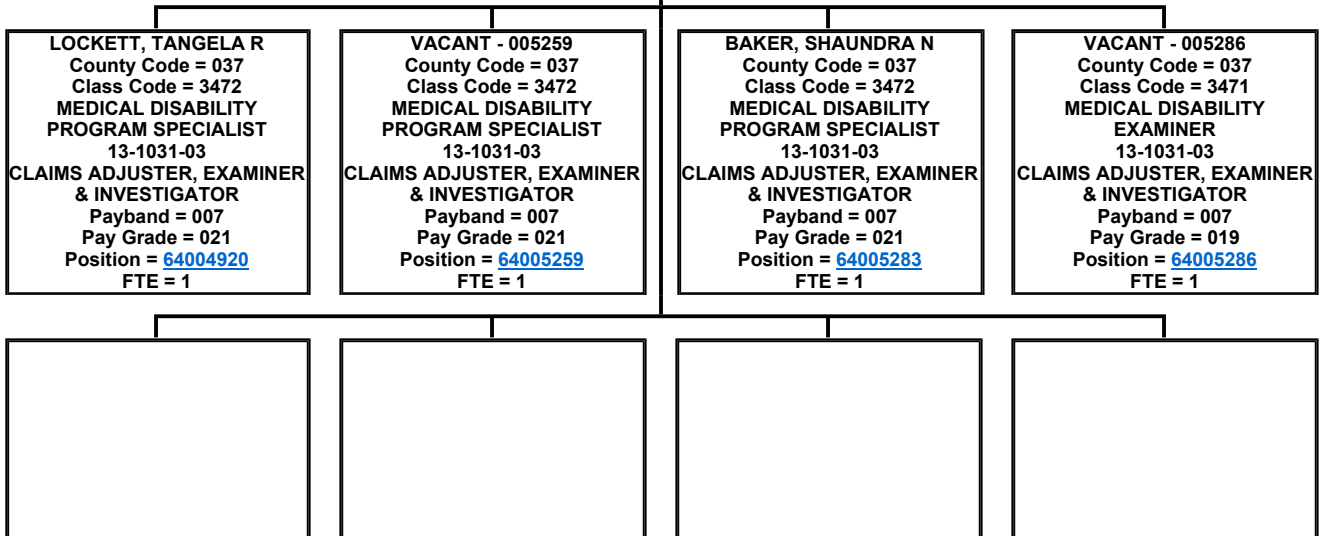 LOCKETT, TANGELA R
County Code = 037
Class Code = 3472
MEDICAL DISABILITY
PROGRAM SPECIALIST
13-1031-03
CLAIMS ADJUSTER, EXAMINER
& INVESTIGATOR
Payband = 007
Pay Grade = 021
Position = 64004920
FTE = 1
VACANT - 005259
County Code = 037
Class Code = 3472
MEDICAL DISABILITY
PROGRAM SPECIALIST
13-1031-03
CLAIMS ADJUSTER, EXAMINER
& INVESTIGATOR
Payband = 007
Pay Grade = 021
Position = 64005259
FTE = 1
BAKER, SHAUNDRA N
County Code = 037
Class Code = 3472
MEDICAL DISABILITY
PROGRAM SPECIALIST
13-1031-03
CLAIMS ADJUSTER, EXAMINER
& INVESTIGATOR
Payband = 007
Pay Grade = 021
Position = 64005283
FTE = 1
VACANT - 005286
County Code = 037
Class Code = 3471
MEDICAL DISABILITY
EXAMINER
13-1031-03
CLAIMS ADJUSTER, EXAMINER
& INVESTIGATOR
Payband = 007
Pay Grade = 019
Position = 64005286
FTE = 1